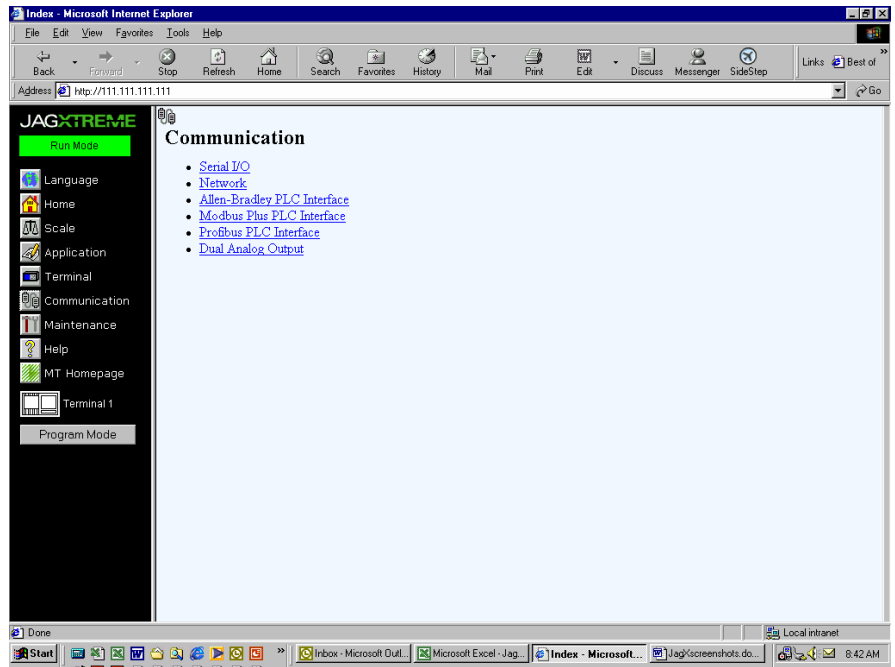 Index - Microsoft Internet Explorer
File Edit View Favorites Tools Help
Back Forward Stop Refresh Home Search Favorites History Mail Print Edit Discuss Messenger SideStep Links Best of
Address http://111.111.111.111 Go
JAGXTREME
Run Mode
Language
Home
Scale
Application
Terminal
Communication
Maintenance
Help
MT Homepage
Terminal 1
Program Mode
Communication
Serial I/O
Network
Allen-Bradley PLC Interface
Modbus Plus PLC Interface
Profibus PLC Interface
Dual Analog Output
Done Local intranet
Start Inbox - Microsoft Outl... Microsoft Excel - Jag... Index - Microsoft... JagXscreenshots.do... 8:42 AM